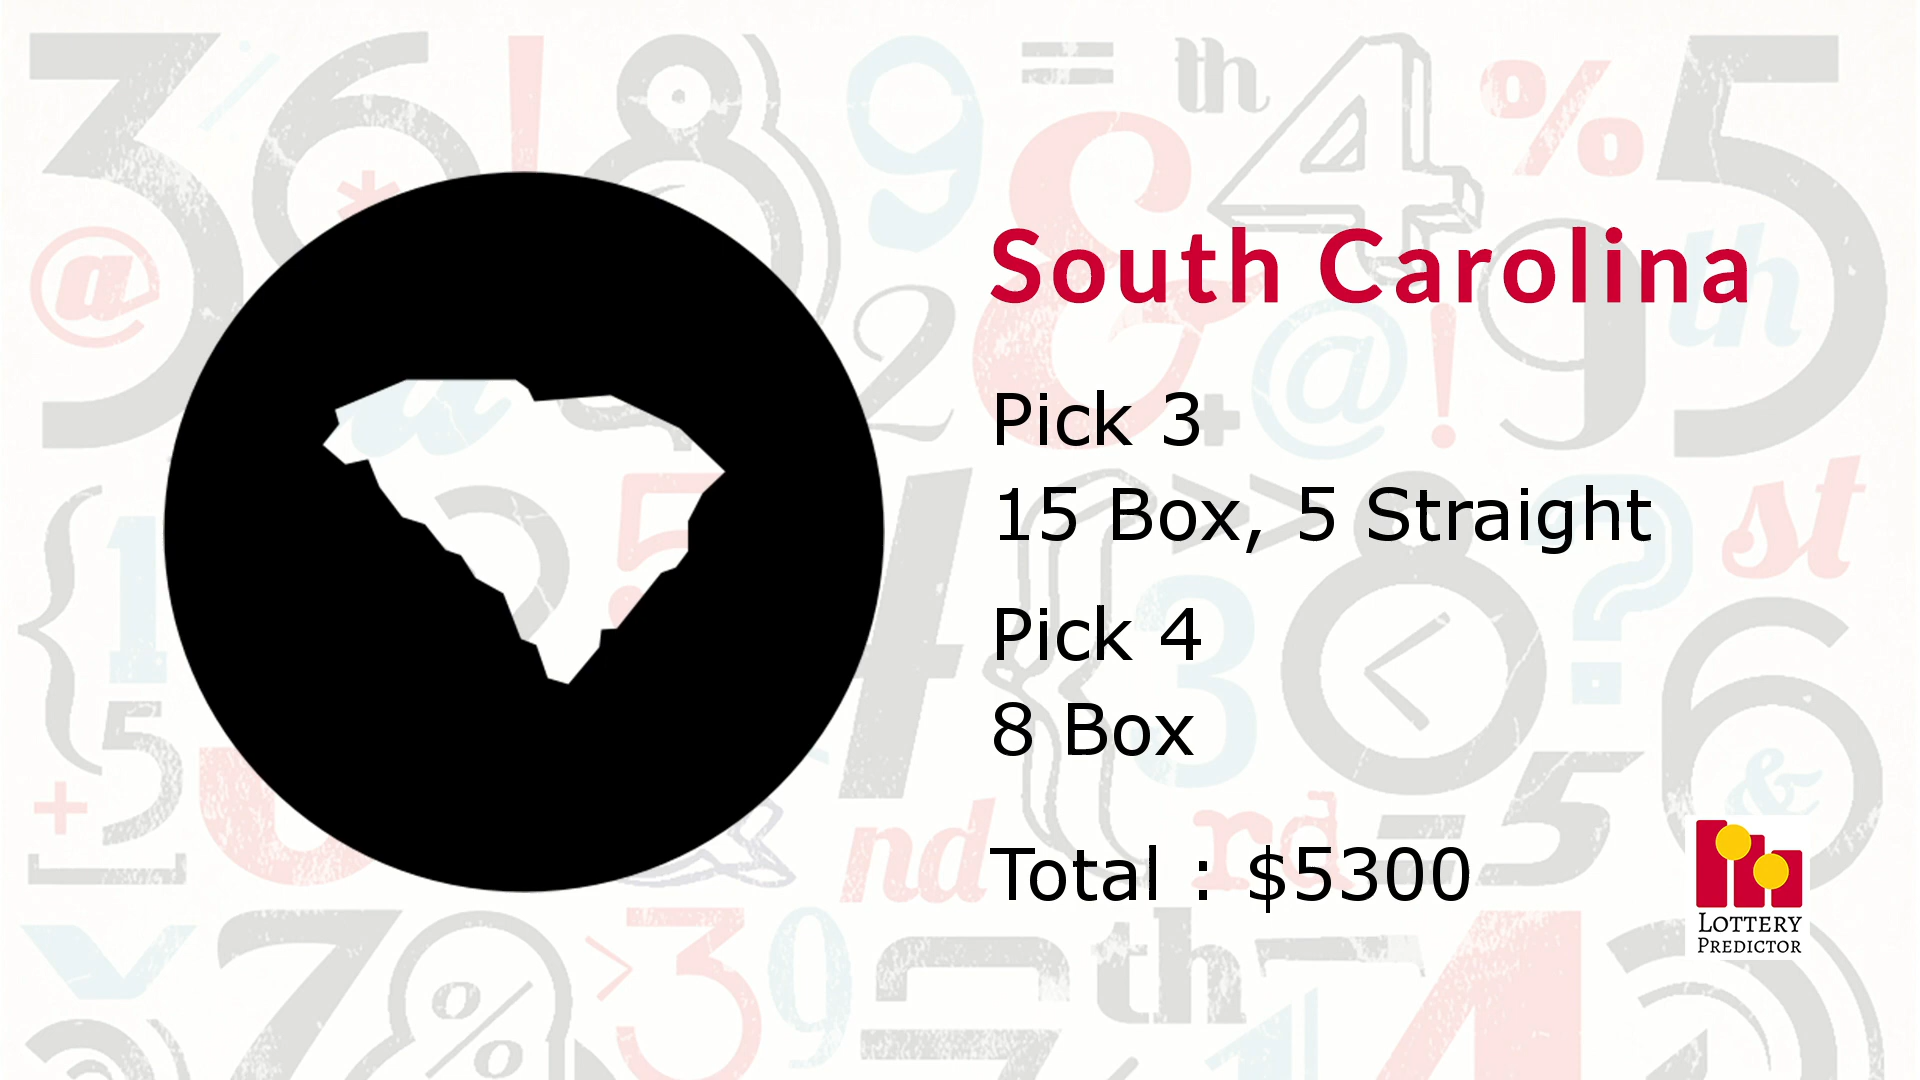 South Carolina
Pick 3
15 Box, 5 Straight
Pick 4
8 Box
Total : $5300
LOTTERY
PREDICTOR